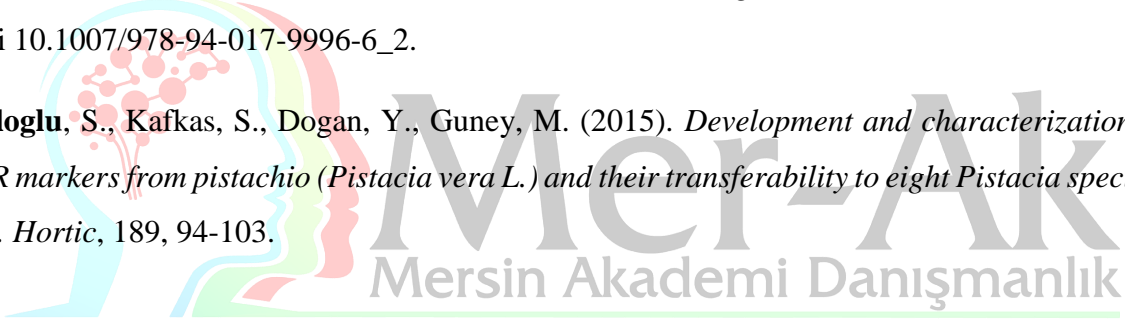 i 10.1007/978-94-017-9996-6_2.
loglu, S., Kafkas, S., Dogan, Y., Guney, M. (2015). Development and characterization
R markers from pistachio (Pistacia vera L.) and their transferability to eight Pistacia spec
. Hortic, 189, 94-103.
Mer-Ak
Mersin Akademi Danışmanlık